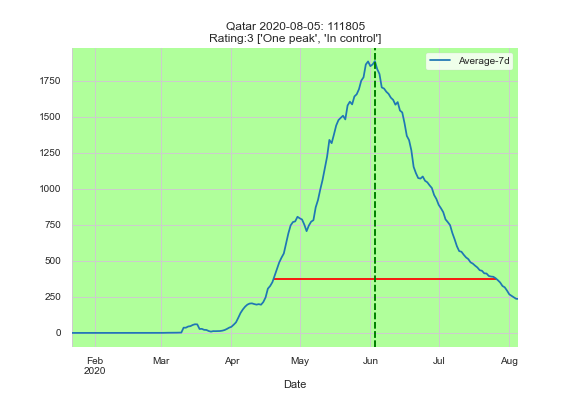 Qatar 2020-08-05: 111805
Rating:3 ['One peak', 'In control']
Average-7d
1750
1500
1250
1000
750
500
250
0
Feb Mar Apr May Jun Jul Aug
2020
Date